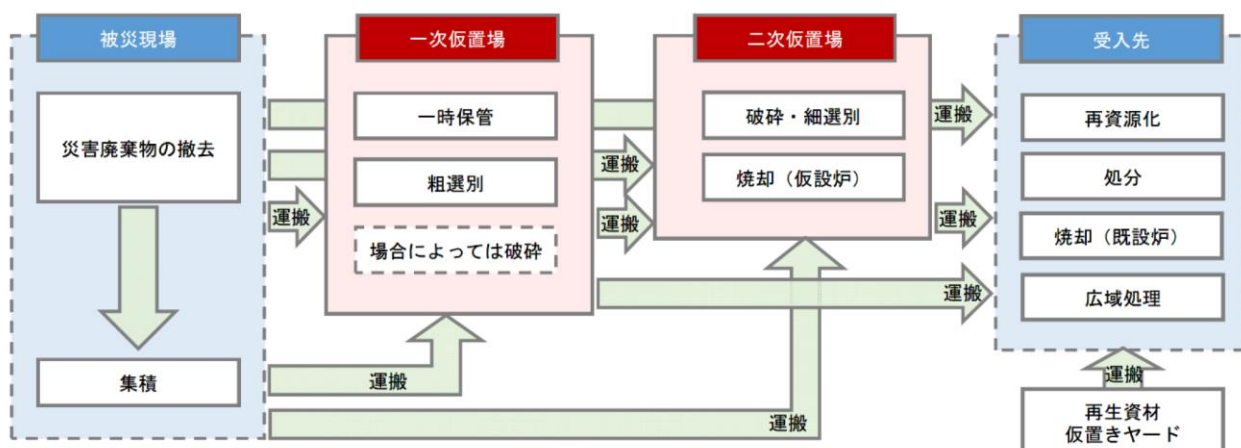 被災現場
災害廃棄物の撤去
集積
運搬
運搬
運搬
一次仮置場
一時保管
粗選別
場合によっては破砕
運搬
運搬
運搬
二次仮置場
破砕・細選別
焼却（仮設炉）
運搬
運搬
受入先
再資源化
処分
焼却（既設炉）
広域処理
運搬
再生資材
仮置きヤード